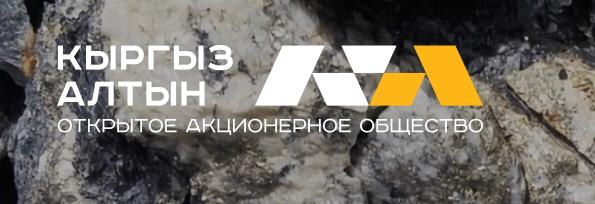 КЫРГЫЗ
АЛТЫН
ОТКРЫТОЕ АКЦИОНЕРНОЕ ОБЩЕСТВО